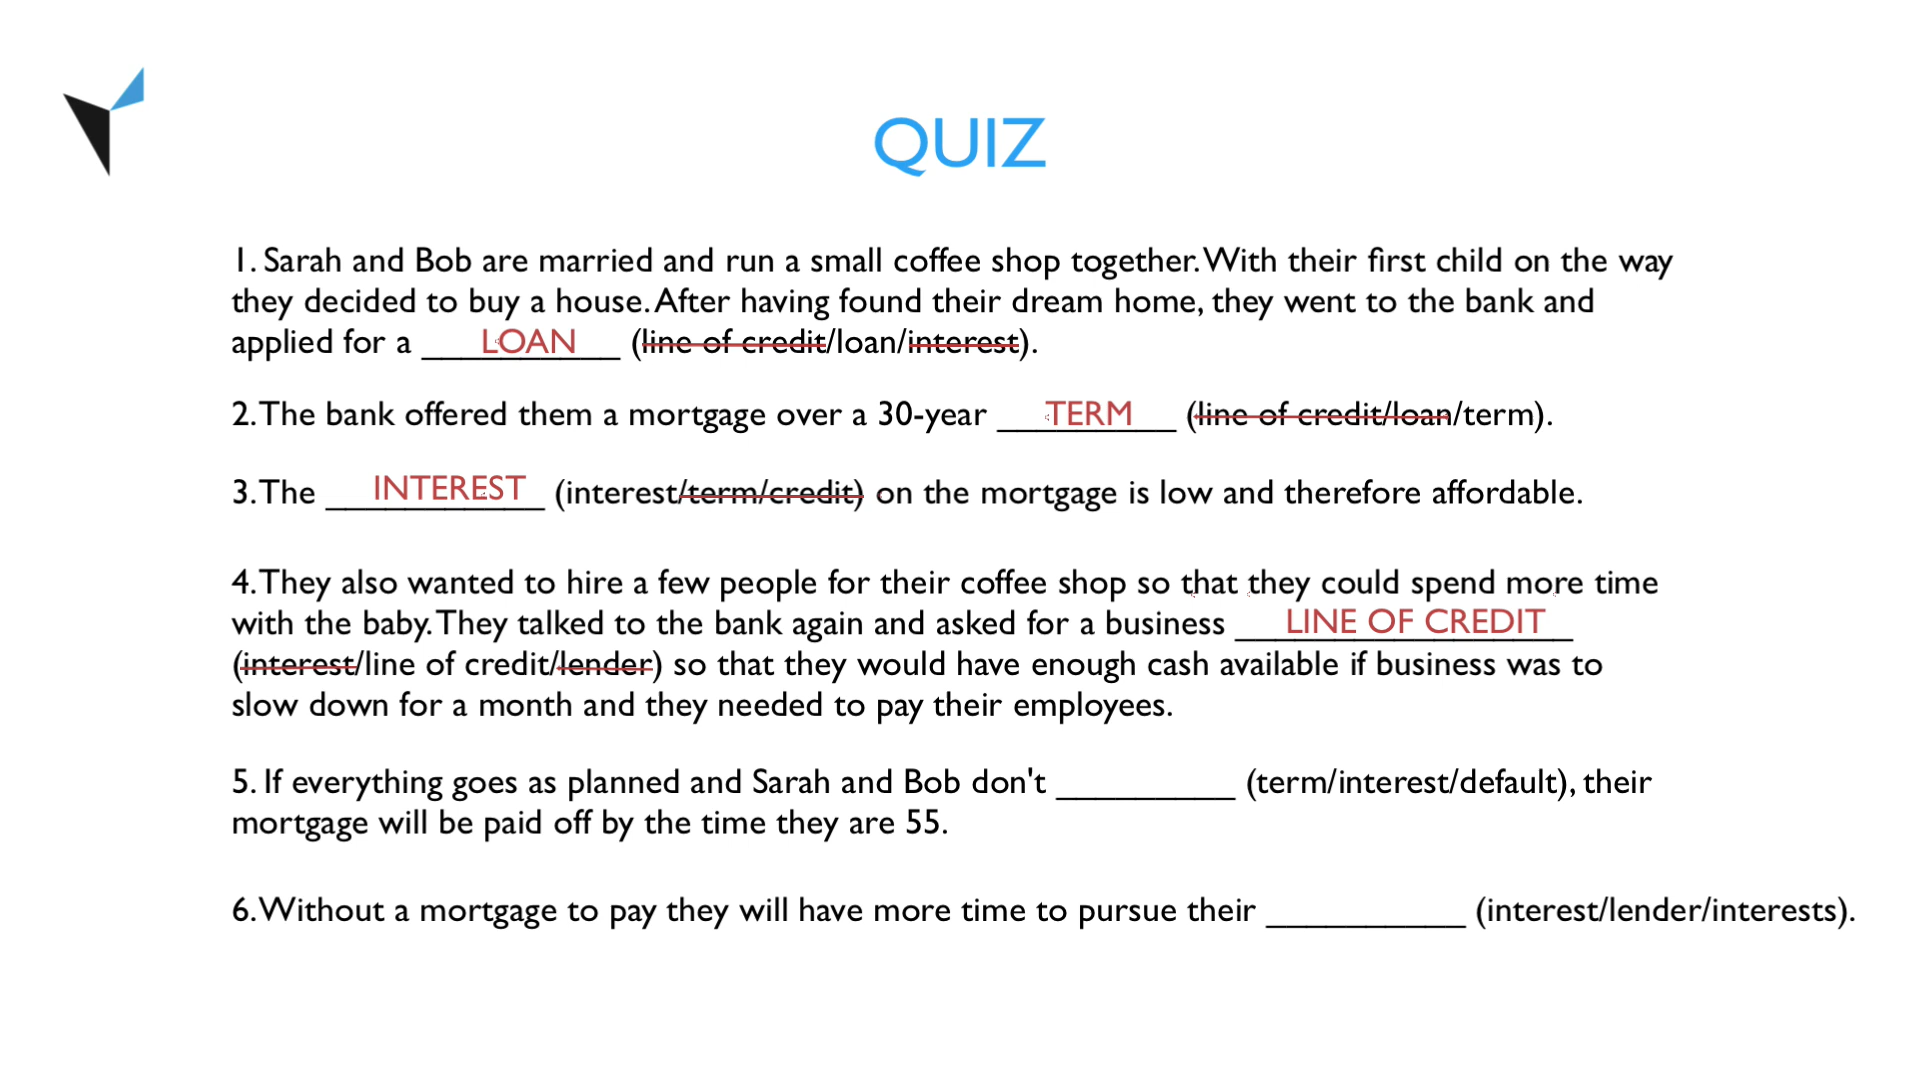 QUIZ
1. Sarah and Bob are married and run a small coffee shop together. With their first child on the way
they decided to buy a house. After having found their dream home, they went to the bank and
applied for a __________ LOAN (line of credit/loan/interest).
2. The bank offered them a mortgage over a 30-year _________ TERM (line of credit/loan/term).
3. The ___________ INTEREST (interest/term/credit) on the mortgage is low and therefore affordable.
4. They also wanted to hire a few people for their coffee shop so that they could spend more time
with the baby. They talked to the bank again and asked for a business _________________ LINE OF CREDIT
(interest/line of credit/lender) so that they would have enough cash available if business was to
slow down for a month and they needed to pay their employees.
5. If everything goes as planned and Sarah and Bob don't _________ (term/interest/default), their
mortgage will be paid off by the time they are 55.
6. Without a mortgage to pay they will have more time to pursue their __________ (interest/lender/interests).